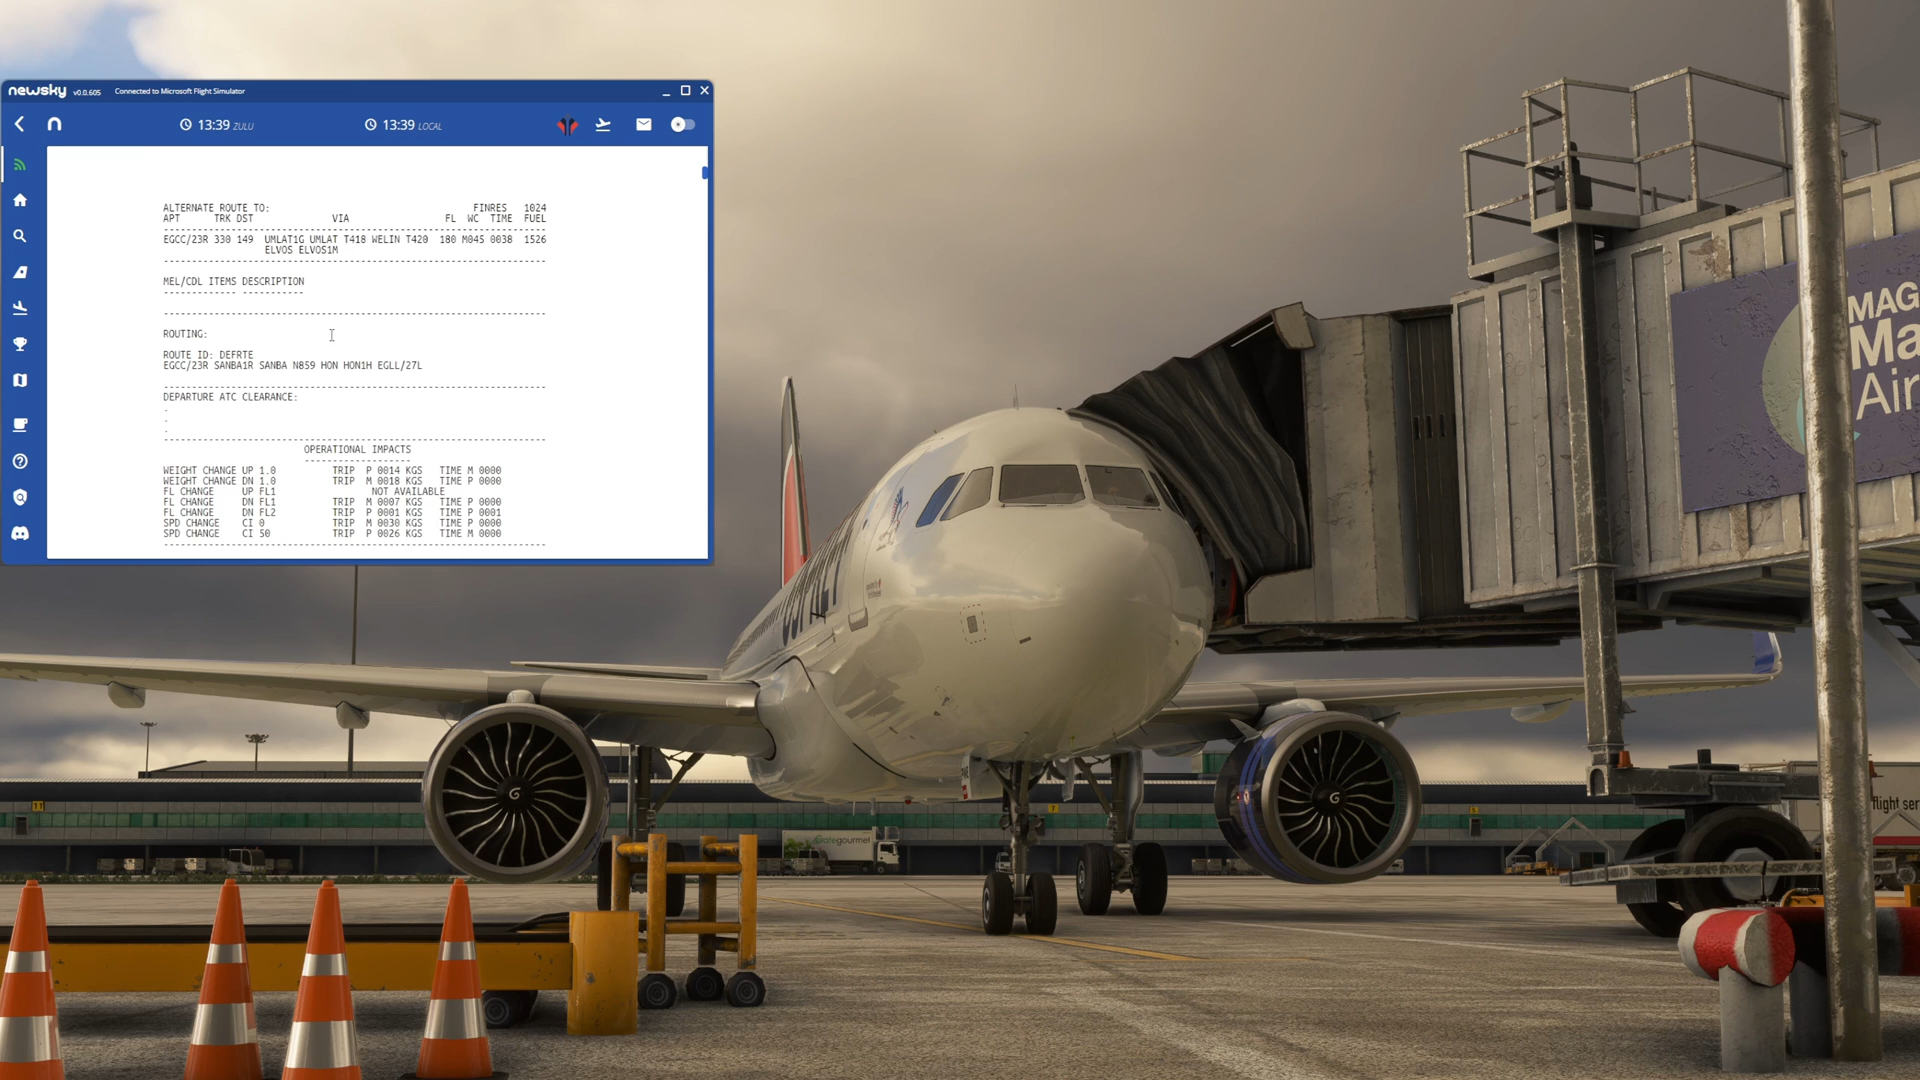 newsky v0.0.605 Connected to Microsoft Flight Simulator
13:39 ZULU 13:39 LOCAL
ALTERNATE ROUTE TO: FINRES 1024
APT TRK DST VIA FL WC TIME FUEL
EGCC/23R 330 149 UMLAT1G UMLAT T418 WELIN T420 180 M045 0038 1526
ELVOS ELVOS1M
MEL/CDL ITEMS DESCRIPTION
ROUTING:
ROUTE ID: DEFRTE
EGCC/23R SANBA1R SANBA N859 HON HON1H EGLL/27L
DEPARTURE ATC CLEARANCE:
.
.
.
OPERATIONAL IMPACTS
WEIGHT CHANGE UP 1.0 TRIP P 0014 KGS TIME M 0000
WEIGHT CHANGE DN 1.0 TRIP M 0018 KGS TIME P 0000
FL CHANGE UP FL1 NOT AVAILABLE
FL CHANGE DN FL1 TRIP M 0007 KGS TIME P 0000
FL CHANGE DN FL2 TRIP P 0001 KGS TIME P 0001
SPD CHANGE CI 0 TRIP M 0030 KGS TIME P 0000
SPD CHANGE CI 50 TRIP P 0026 KGS TIME M 0000
MAG
Ma
Air
flight ser
gategourmet
11
7